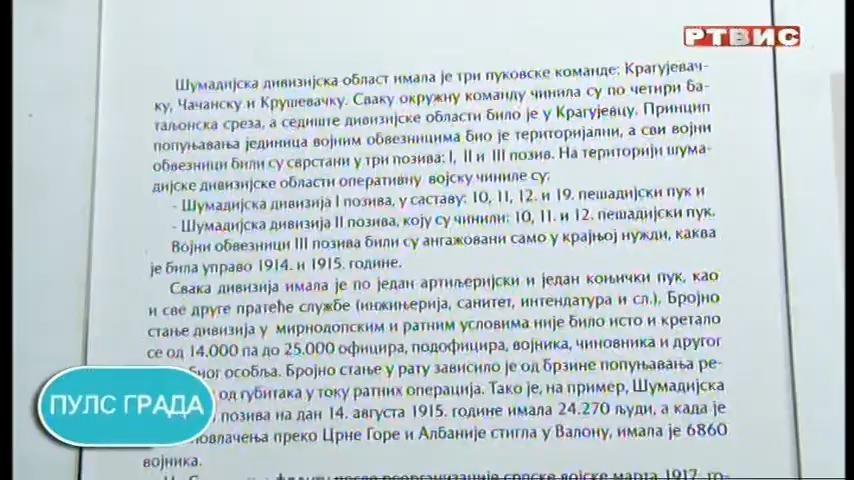 РТВИС
Шумадијска дивизијска област имала је три пуковске команде: Крагујевач-
ку, Чачанску и Крушевачку. Сваку окружну команду чинила су по четири ба-
таљонска среза, а седиште дивизијске области било је у Крагујевцу. Принцип
попуњавања јединица војним обвезницима био је територијални, а сви војни
обвезници били су сврстани у три позива: I, II и III позив. На територији шума-
дијске дивизијске области оперативну војску чиниле су:
- Шумадијска дивизија I позива, у саставу: 10, 11, 12. и 19. пешадијски пук и
- Шумадијска дивизија II позива, коју су чинили: 10, 11. и 12. пешадијски пук.
Војни обвезници III позива били су ангажовани само у крајњој нужди, каква
је била управо 1914. и 1915. године.
Свака дивизија имала је по један артиљеријски и један коњички пук, као
и све друге пратеће службе (инжињерија, санитет, интендатура и сл.). Бројно
стање дивизија у мирнодопским и ратним условима није било исто и кретало
се од 14.000 па до 25.000 официра, подофицира, војника, чиновника и другог
особља. Бројно стање у рату зависило је од брзине попуњавања ре-
од губитака у току ратних операција. Тако је, на пример, Шумадијска
позива на дан 14. августа 1915. године имала 24.270 људи, а када је
преко Црне Горе и Албаније стигла у Валону, имала је 6860
војника.
после реорганизације српске војске марта 1917. го-
ПУЛС ГРАДА